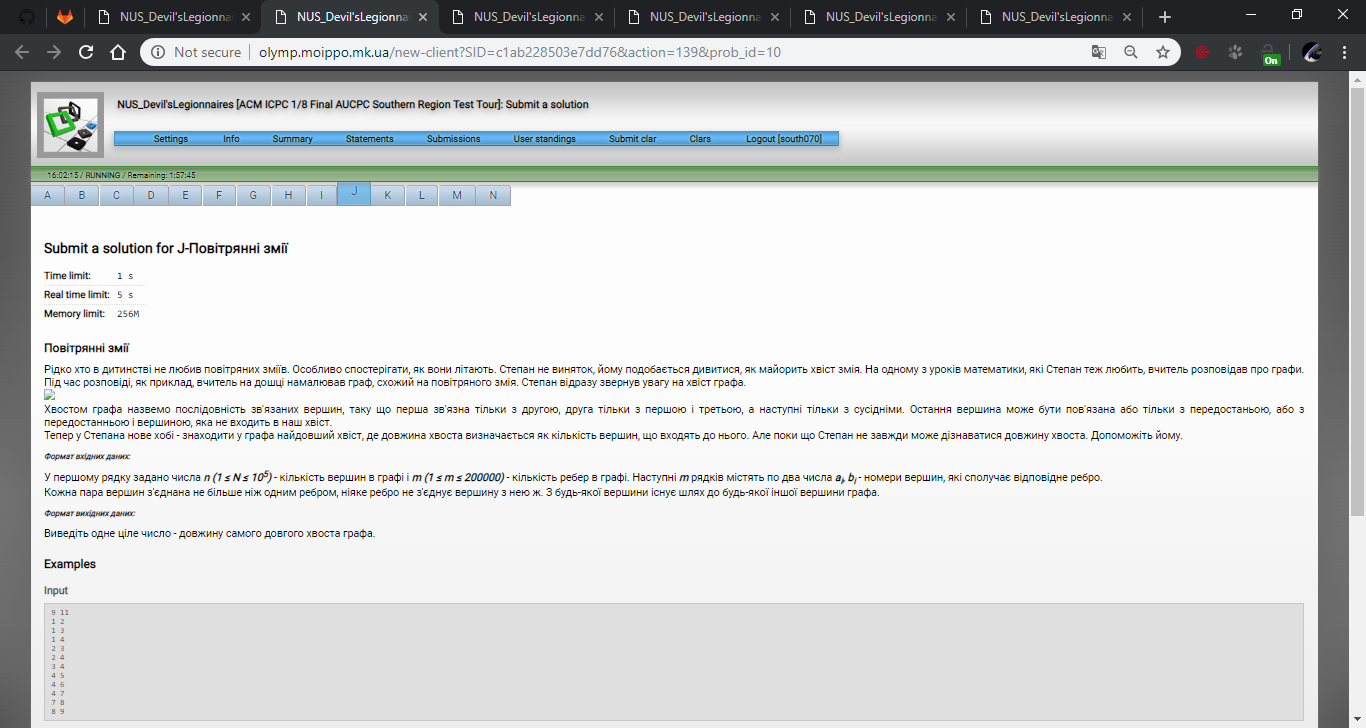 NUS_Devil'sLegionnai
NUS_Devil'sLegionnai
NUS_Devil'sLegionna
NUS_Devil'sLegionna
NUS_Devil'sLegionna
NUS_Devil'sLegionna
Not secure
olymp.moippo.mk.ua/new-client?SID=c1ab228503e7dd76&action=139&prob_id=10
On
NUS_Devil'sLegionnaires [ACM ICPC 1/8 Final AUCPC Southern Region Test Tour]: Submit a solution
Settings Info Summary Statements Submissions User standings Submit clar Clars Logout [south070]
16:02:15 / RUNNING / Remaining: 1:57:45
A B C D E F G H I J K L M N
Submit a solution for J-Повітрянні змії
Time limit: 1 s
Real time limit: 5 s
Memory limit: 256M
Повітрянні змії
Рідко хто в дитинстві не любив повітряних зміїв. Особливо спостерігати, як вони літають. Степан не виняток, йому подобається дивитися, як майорить хвіст змія. На одному з уроків математики, які Степан теж любить, вчитель розповідав про графи.
Під час розповіді, як приклад, вчитель на дошці намалював граф, схожий на повітряного змія. Степан відразу звернув увагу на хвіст графа.
Хвостом графа назвемо послідовність зв'язаних вершин, таку що перша зв'язна тільки з другою, друга тільки з першою і третьою, а наступні тільки з сусідніми. Остання вершина може бути пов'язана або тільки з передостаньою, або з
передостанньою і вершиною, яка не входить в наш хвіст.
Тепер у Степана нове хобі - знаходити у графа найдовший хвіст, де довжина хвоста визначається як кількість вершин, що входять до нього. Але поки що Степан не завжди може дізнаватися довжину хвоста. Допоможіть йому.
Формат вхідних даних:
У першому рядку задано числа n (1 ≤ N ≤ 10⁵) - кількість вершин в графі і m (1 ≤ m ≤ 200000) - кількість ребер в графі. Наступні m рядків містять по два числа aᵢ, bᵢ - номери вершин, які сполучає відповідне ребро.
Кожна пара вершин з'єднана не більше ніж одним ребром, ніяке ребро не з'єднує вершину з нею ж. З будь-якої вершини існує шлях до будь-якої іншої вершини графа.
Формат вихідних даних:
Виведіть одне ціле число - довжину самого довгого хвоста графа.
Examples
Input
9 11
1 2
1 3
1 4
2 3
2 4
3 4
4 5
4 6
4 7
7 8
8 9